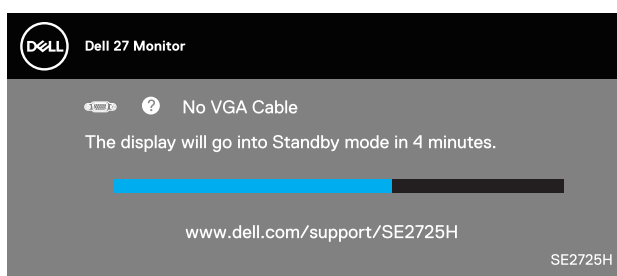 DELL
Dell 27 Monitor
? No VGA Cable
The display will go into Standby mode in 4 minutes.
www.dell.com/support/SE2725H
SE2725H